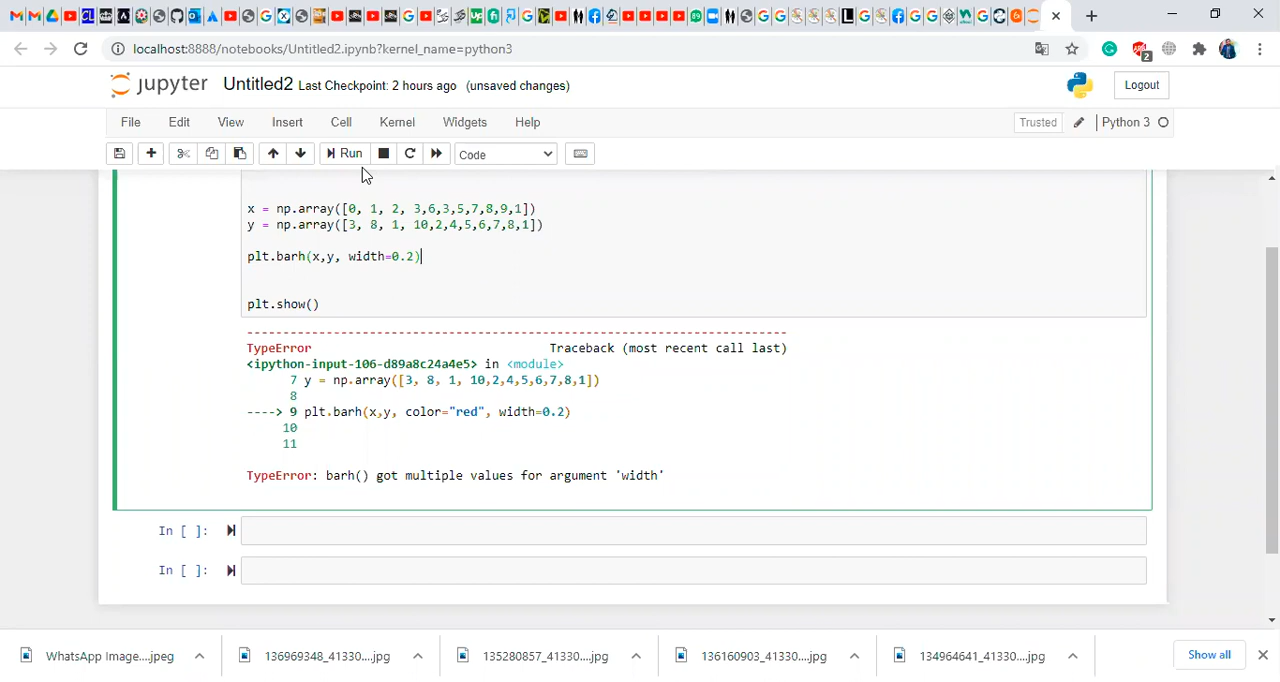 localhost:8888/notebooks/Untitled2.ipynb?kernel_name=python3
2
jupyter Untitled2 Last Checkpoint: 2 hours ago (unsaved changes) Logout
File Edit View Insert Cell Kernel Widgets Help Trusted Python 3
Run Code
x = np.array([0, 1, 2, 3,6,3,5,7,8,9,1])
y = np.array([3, 8, 1, 10,2,4,5,6,7,8,1])
plt.barh(x,y, width=0.2)
plt.show()
---------------------------------------------------------------------------
TypeError Traceback (most recent call last)
<ipython-input-106-d89a8c24a4e5> in <module>
7 y = np.array([3, 8, 1, 10,2,4,5,6,7,8,1])
8
----> 9 plt.barh(x,y, color="red", width=0.2)
10
11
TypeError: barh() got multiple values for argument 'width'
In [ ]:
In [ ]:
WhatsApp Image....jpeg 136969348_41330....jpg 135280857_41330....jpg 136160903_41330....jpg 134964641_41330....jpg Show all